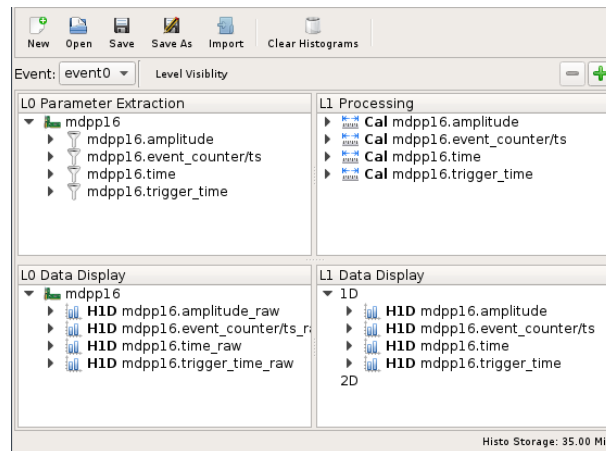 New Open Save Save As Import Clear Histograms
Event: event0 Level Visiblity
L0 Parameter Extraction
mdpp16
mdpp16.amplitude
mdpp16.event_counter/ts
mdpp16.time
mdpp16.trigger_time
L1 Processing
Cal mdpp16.amplitude
Cal mdpp16.event_counter/ts
Cal mdpp16.time
Cal mdpp16.trigger_time
L0 Data Display
mdpp16
H1D mdpp16.amplitude_raw
H1D mdpp16.event_counter/ts_ra
H1D mdpp16.time_raw
H1D mdpp16.trigger_time_raw
L1 Data Display
1D
H1D mdpp16.amplitude
H1D mdpp16.event_counter/ts
H1D mdpp16.time
H1D mdpp16.trigger_time
2D
Histo Storage: 35.00 Mi